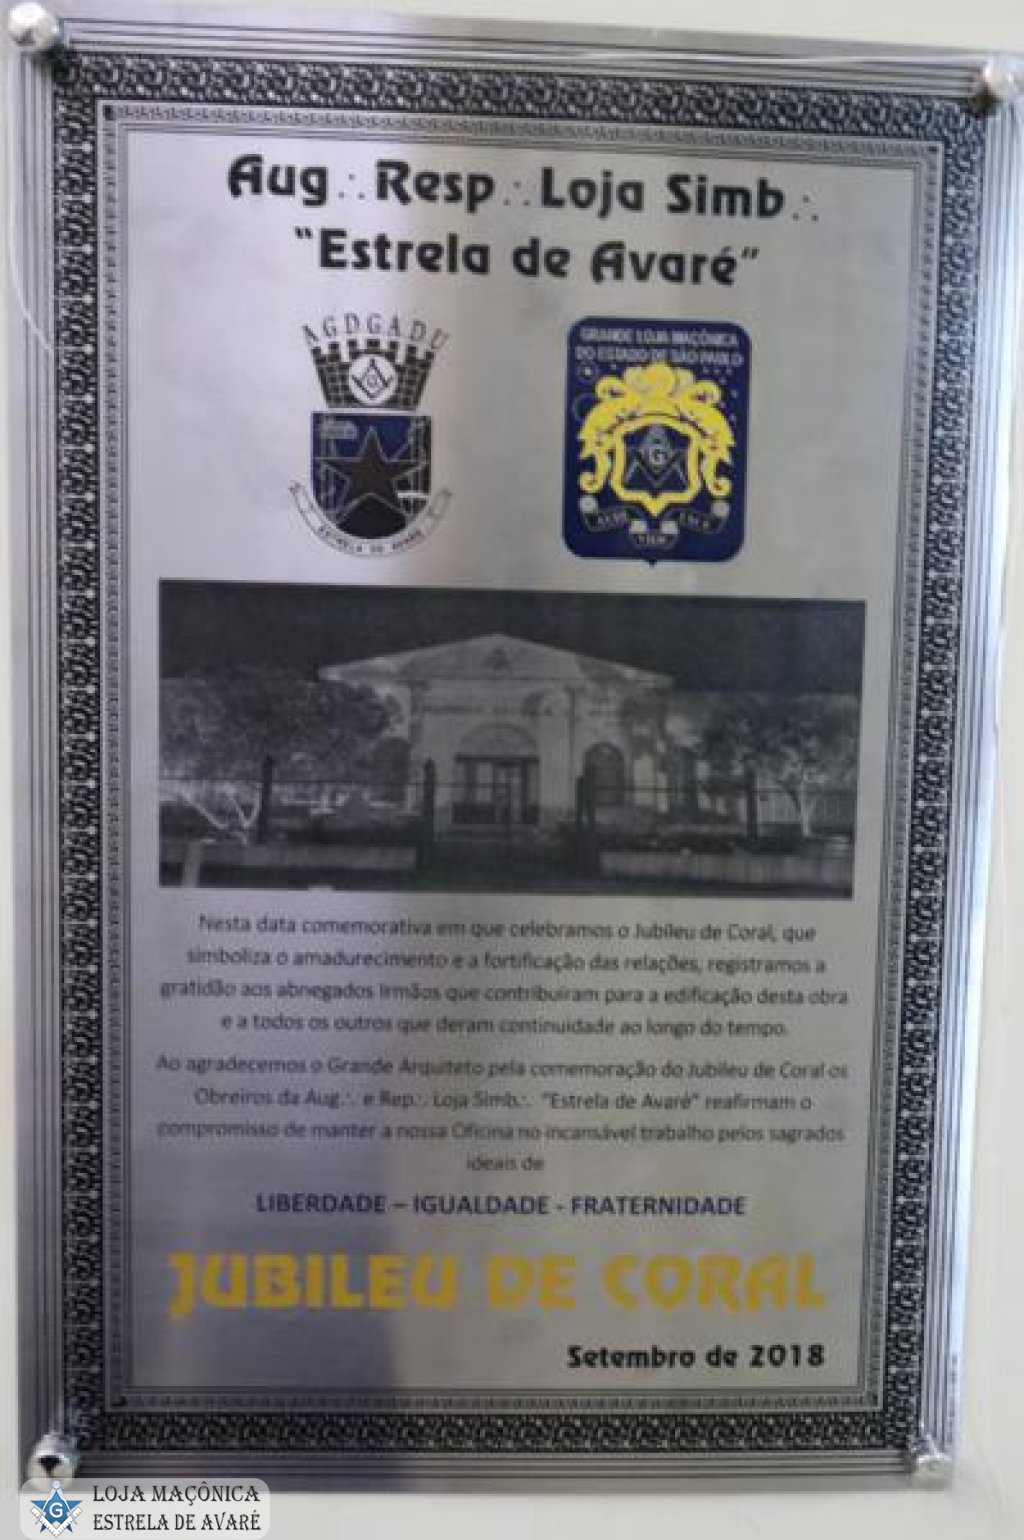 Aug∴Resp∴Loja Simb∴
"Estrela de Avaré"
AGDGADU
GRANDE LOJA MAÇÔNICA
DO ESTADO DE SÃO PAULO
G
G
ESTRELA DE AVARÉ
Nesta data comemorativa em que celebramos o Jubileu de Coral, que
simboliza o amadurecimento e a fortificação das relações, registramos a
gratidão aos abnegados Irmãos que contribuíram para a edificação desta obra
e a todos os outros que deram continuidade ao longo do tempo.
Ao agradecemos o Grande Arquiteto pela comemoração do Jubileu de Coral os
Obreiros da Aug∴ e Rep∴ Loja Simb∴ "Estrela de Avaré" reafirmam o
compromisso de manter a nossa Oficina no incansável trabalho pelos sagrados
ideais de
LIBERDADE – IGUALDADE - FRATERNIDADE
JUBILEU DE CORAL
Setembro de 2018
G
LOJA MAÇÔNICA
ESTRELA DE AVARÉ